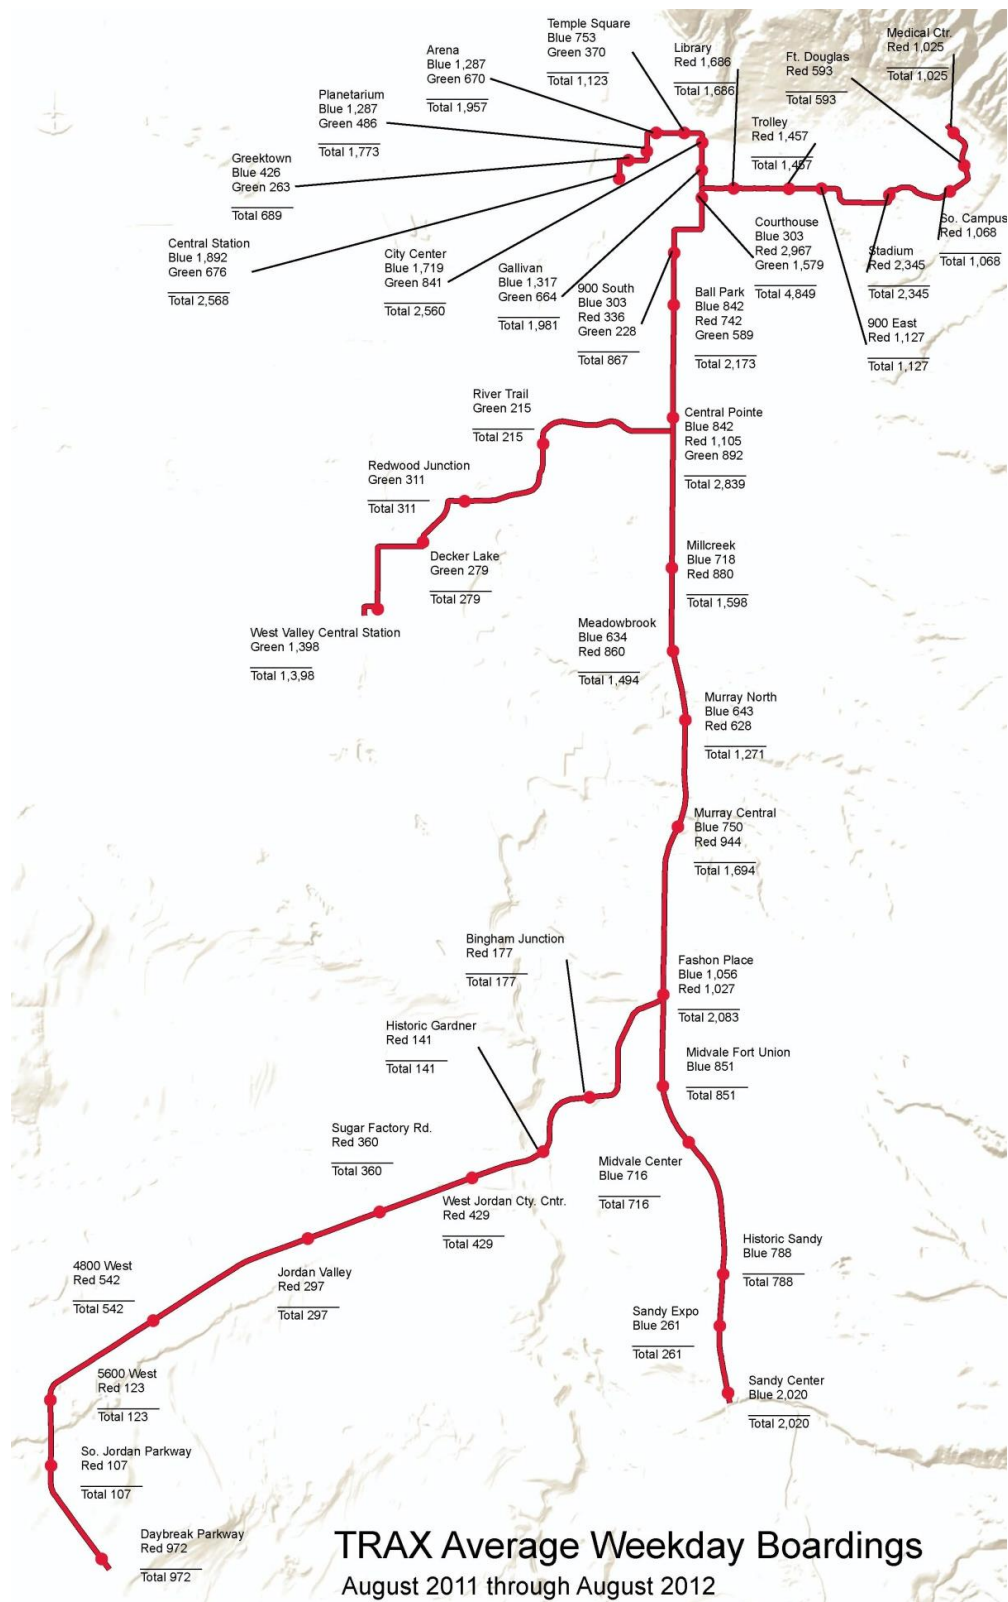 Temple Square
Blue 753
Green 370
Total 1,123
Arena
Blue 1,287
Green 670
Total 1,957
Library
Red 1,686
Total 1,686
Ft. Douglas
Red 593
Total 593
Medical Ctr.
Red 1,025
Total 1,025
Planetarium
Blue 1,287
Green 486
Total 1,773
Trolley
Red 1,457
Total 1,457
Greektown
Blue 426
Green 263
Total 689
Central Station
Blue 1,892
Green 676
Total 2,568
City Center
Blue 1,719
Green 841
Total 2,560
Gallivan
Blue 1,317
Green 664
Total 1,981
900 South
Blue 303
Red 336
Green 228
Total 867
Courthouse
Blue 303
Red 2,967
Green 1,579
Total 4,849
Stadium
Red 2,345
Total 2,345
So. Campus
Red 1,068
Total 1,068
Ball Park
Blue 842
Red 742
Green 589
Total 2,173
900 East
Red 1,127
Total 1,127
River Trail
Green 215
Total 215
Central Pointe
Blue 842
Red 1,105
Green 892
Total 2,839
Redwood Junction
Green 311
Total 311
Decker Lake
Green 279
Total 279
Millcreek
Blue 718
Red 880
Total 1,598
West Valley Central Station
Green 1,398
Total 1,3,98
Meadowbrook
Blue 634
Red 860
Total 1,494
Murray North
Blue 643
Red 628
Total 1,271
Murray Central
Blue 750
Red 944
Total 1,694
Bingham Junction
Red 177
Total 177
Fashon Place
Blue 1,056
Red 1,027
Total 2,083
Historic Gardner
Red 141
Total 141
Midvale Fort Union
Blue 851
Total 851
Sugar Factory Rd.
Red 360
Total 360
Midvale Center
Blue 716
Total 716
West Jordan Cty. Cntr.
Red 429
Total 429
Historic Sandy
Blue 788
Total 788
4800 West
Red 542
Total 542
Jordan Valley
Red 297
Total 297
Sandy Expo
Blue 261
Total 261
5600 West
Red 123
Total 123
Sandy Center
Blue 2,020
Total 2,020
So. Jordan Parkway
Red 107
Total 107
Daybreak Parkway
Red 972
Total 972
TRAX Average Weekday Boardings
August 2011 through August 2012